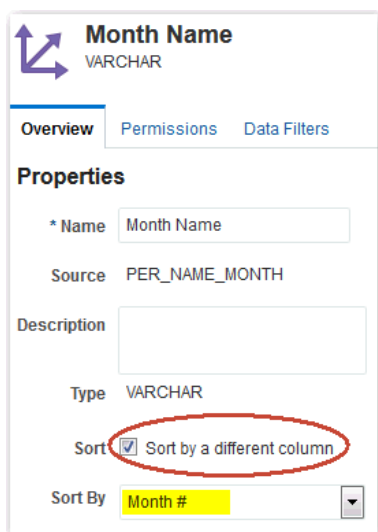 Month Name
VARCHAR
Overview Permissions Data Filters
Properties
* Name Month Name
Source PER_NAME_MONTH
Description
Type VARCHAR
Sort Sort by a different column
Sort By Month #